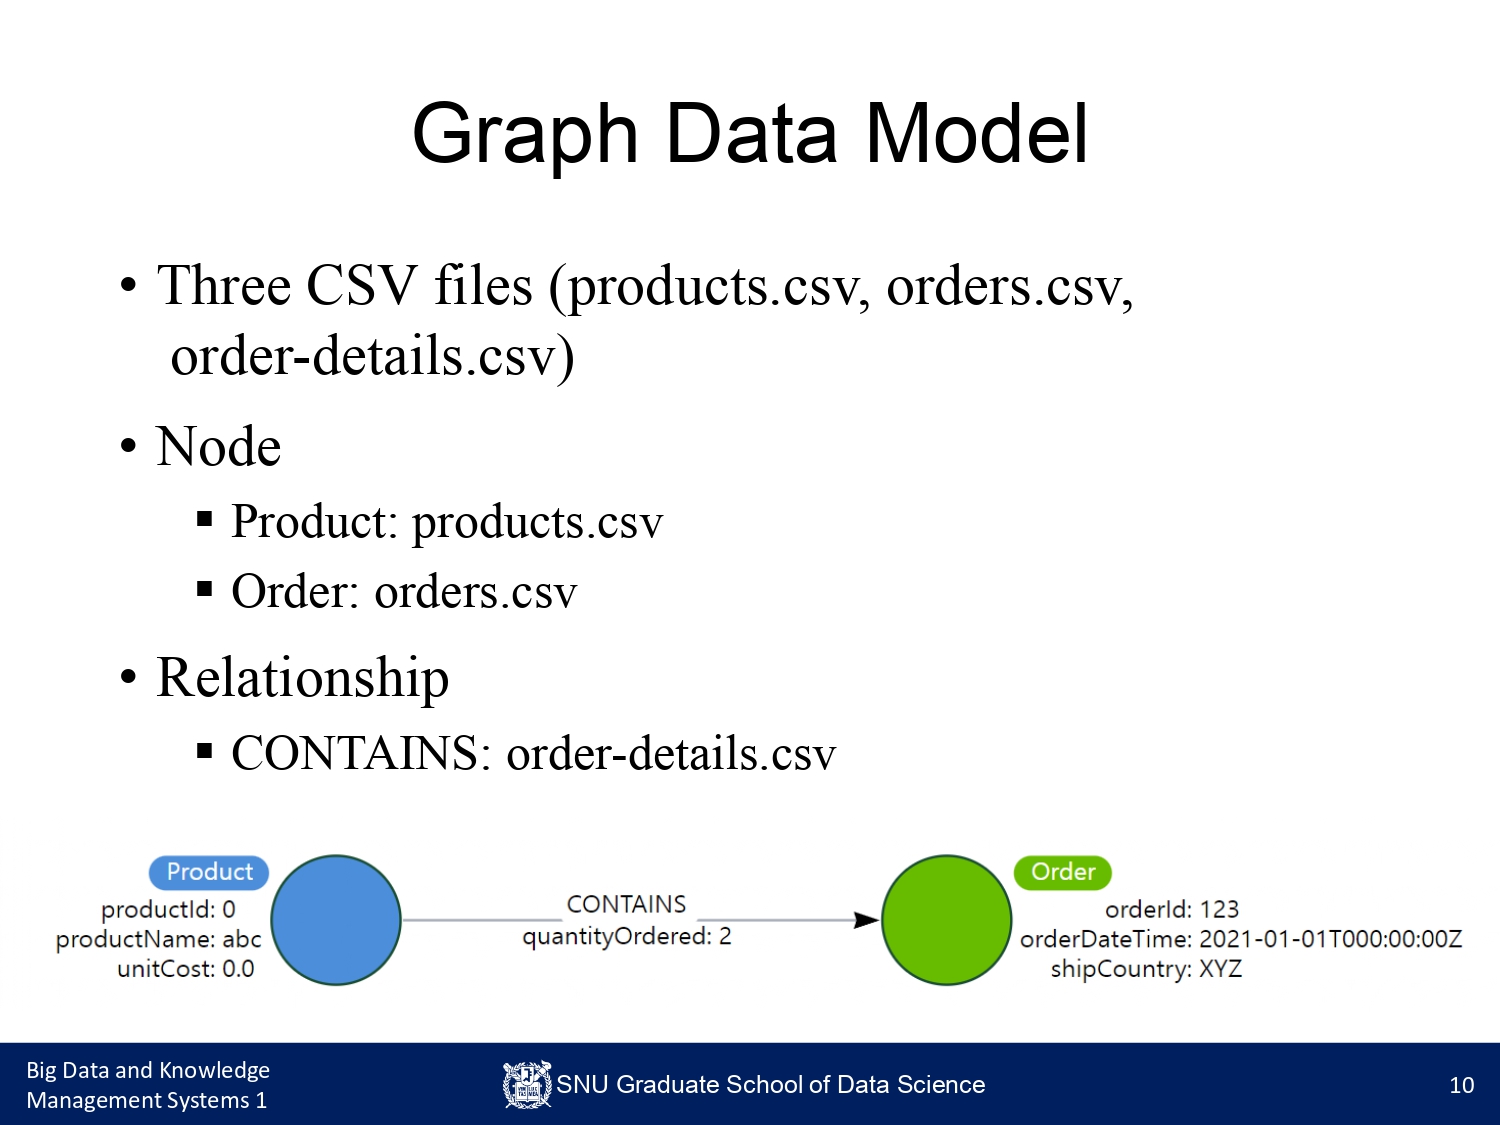 Graph Data Model
• Three CSV files (products.csv, orders.csv,
order-details.csv)
• Node
▪ Product: products.csv
▪ Order: orders.csv
• Relationship
▪ CONTAINS: order-details.csv
Product
productId: 0
productName: abc
unitCost: 0.0
CONTAINS
quantityOrdered: 2
Order
orderId: 123
orderDateTime: 2021-01-01T000:00:00Z
shipCountry: XYZ
Big Data and Knowledge
Management Systems 1
SNU Graduate School of Data Science
10